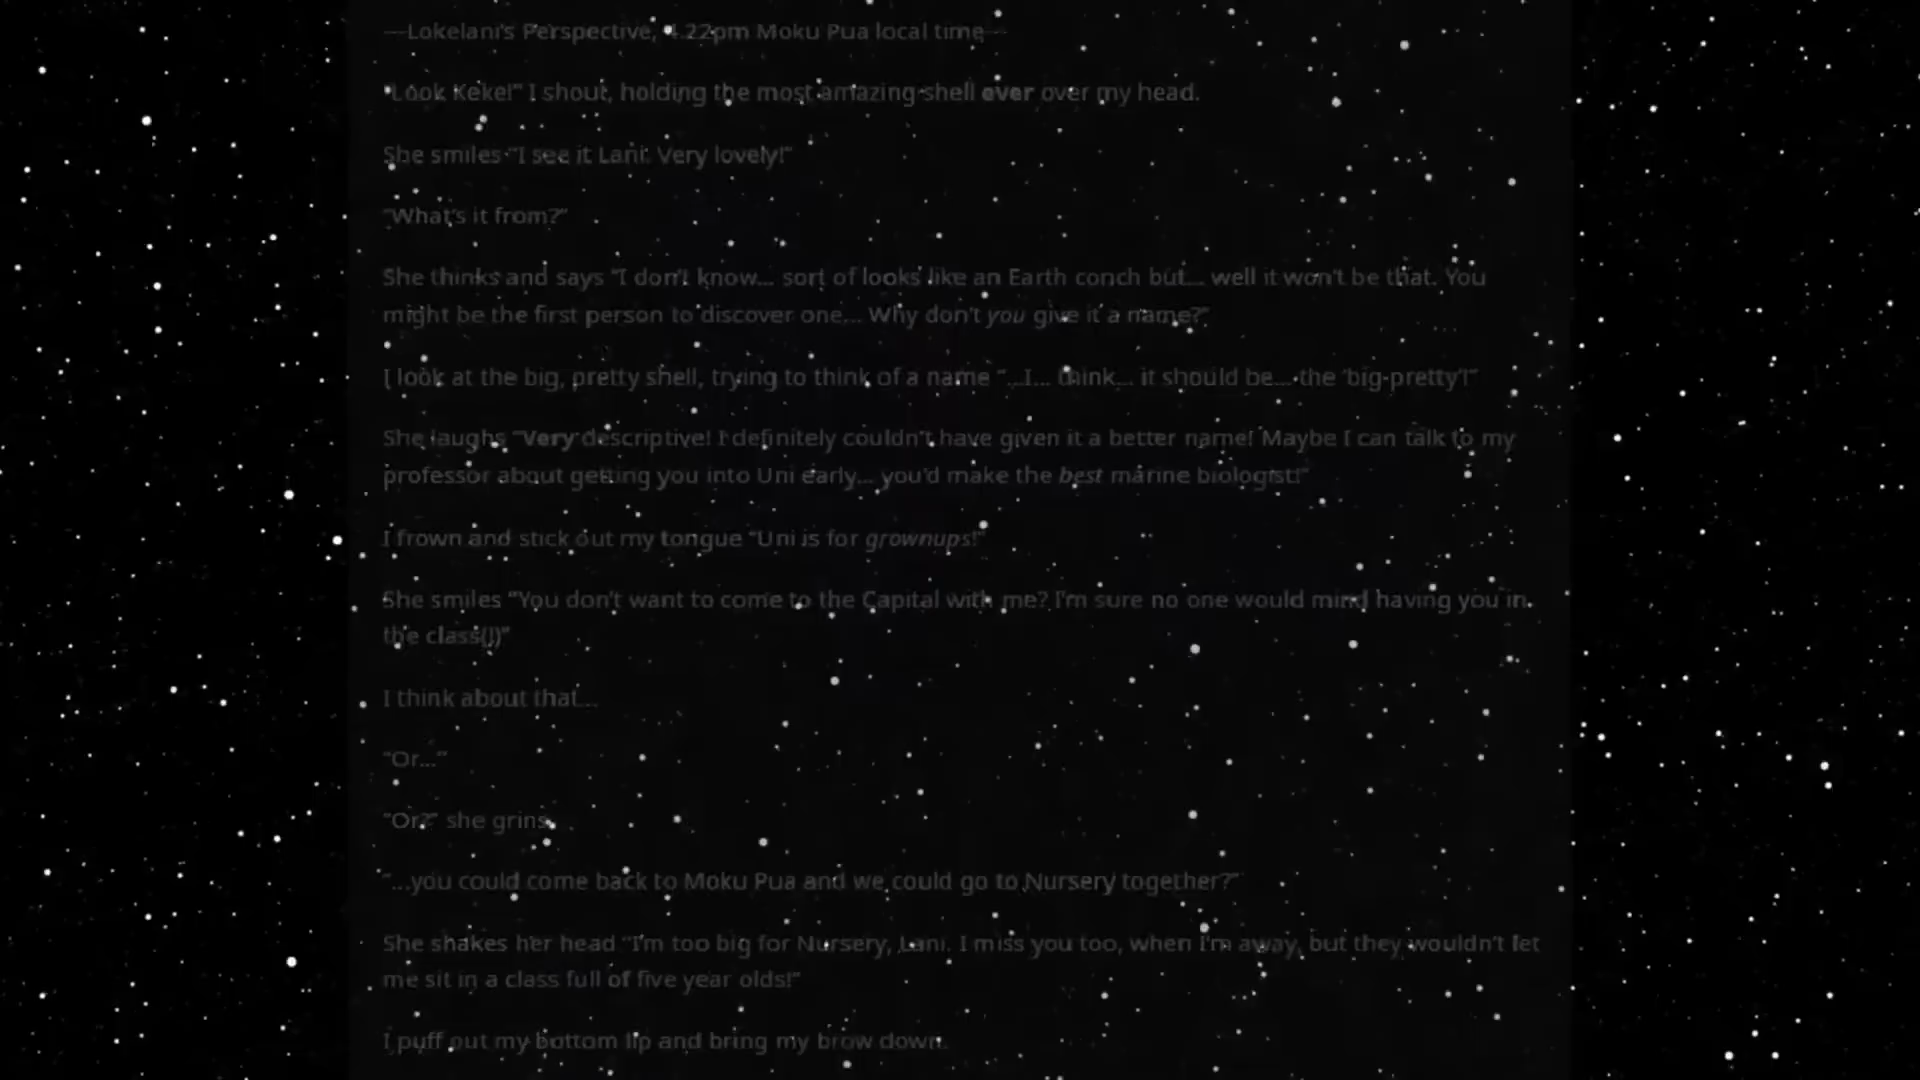 —Lokelani's Perspective, 4.22pm Moku Pua local time—
"Look Keke!" I shout, holding the most amazing shell ever over my head.
She smiles "I see it Lani. Very lovely!"
"What's it from?"
She thinks and says "I don't know... sort of looks like an Earth conch but... well it won't be that. You
might be the first person to discover one... Why don't you give it a name?"
I look at the big, pretty shell, trying to think of a name "...I... think... it should be... the 'big-pretty'!"
She laughs "Very descriptive! I definitely couldn't have given it a better name! Maybe I can talk to my
professor about getting you into Uni early... you'd make the best marine biologist!"
I frown and stick out my tongue "Uni is for grownups!"
She smiles "You don't want to come to the Capital with me? I'm sure no one would mind having you in
the class(!)"
I think about that...
"Or..."
"Or?" she grins.
"...you could come back to Moku Pua and we could go to Nursery together?"
She shakes her head "I'm too big for Nursery, Lani. I miss you too, when I'm away, but they wouldn't let
me sit in a class full of five year olds!"
I puff out my bottom lip and bring my brow down.